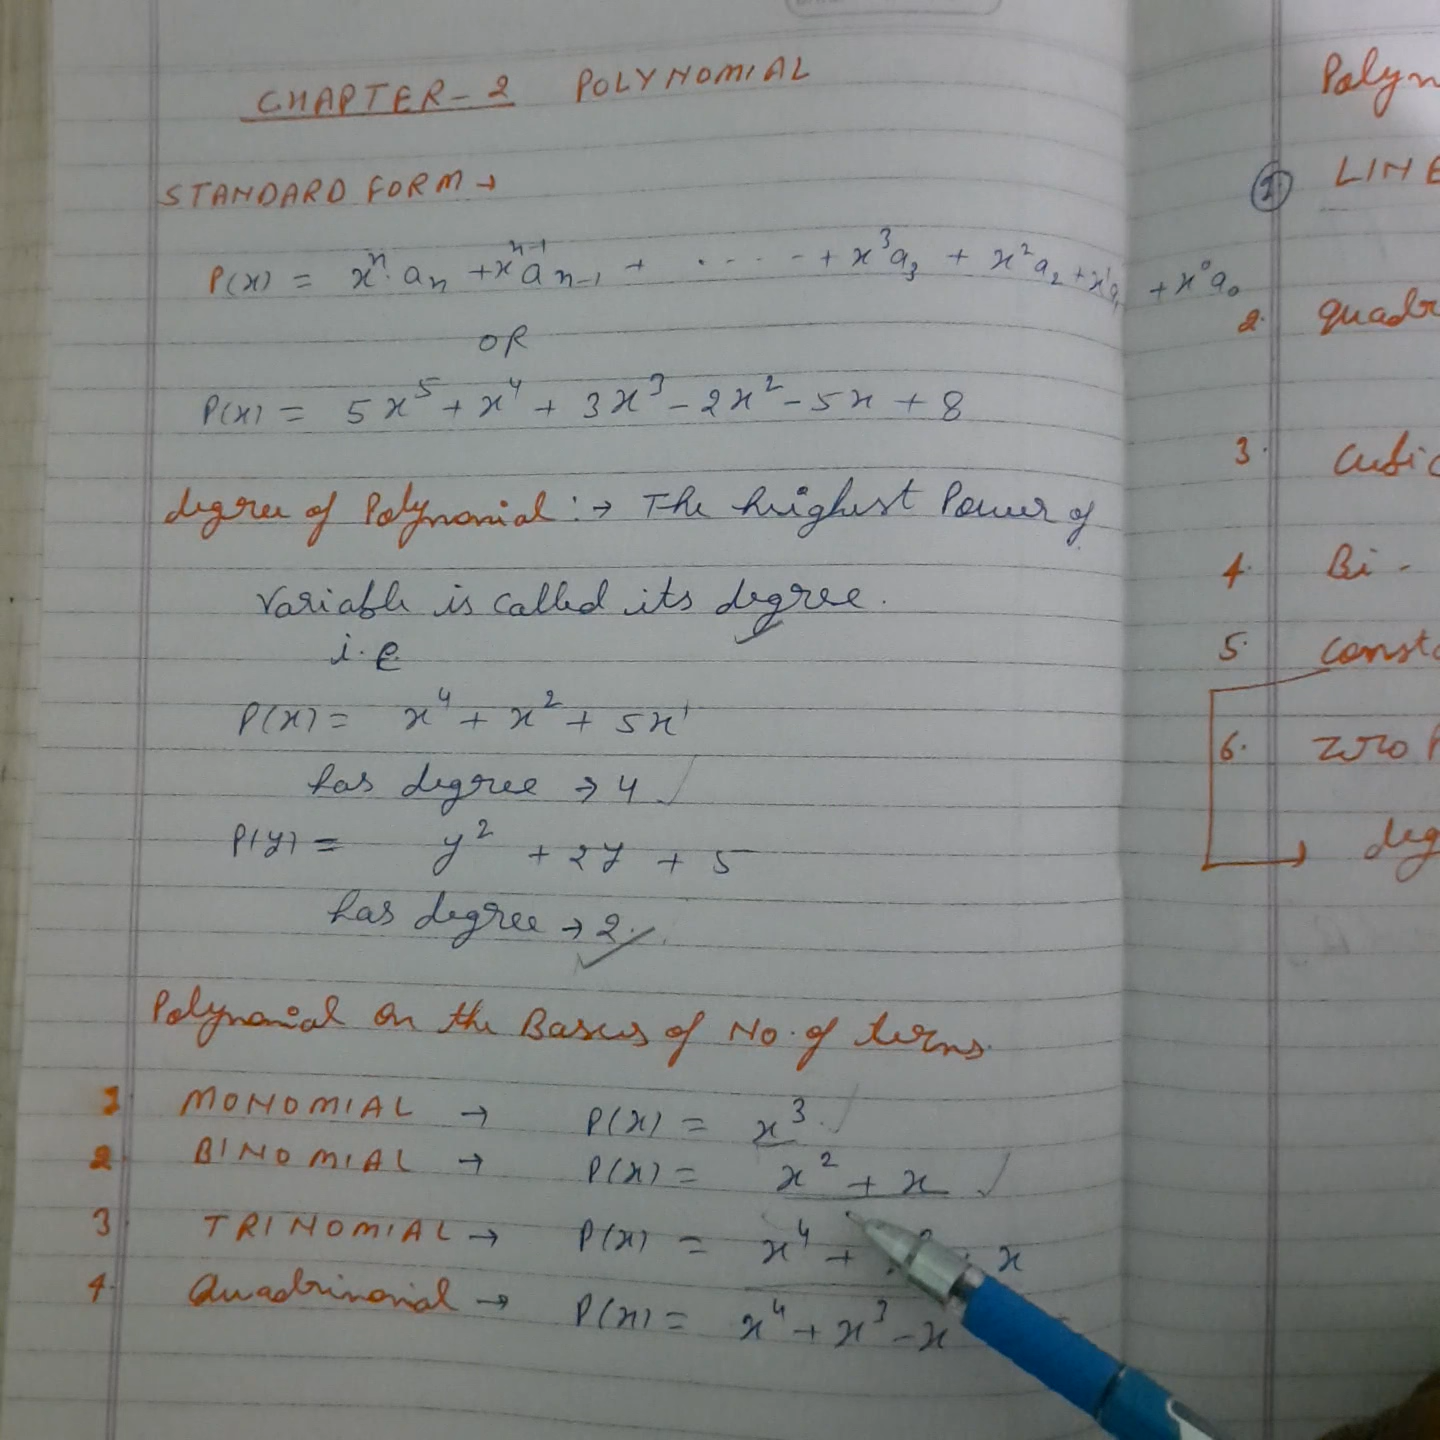 CHAPTER-2 POLYNOMIAL
STANDARD FORM →
P(x) = xⁿ·aₙ + xⁿ⁻¹aₙ₋₁ + ..... + x³a₃ + x²a₂ + x¹a₁ + x⁰a₀
OR
P(x) = 5x⁵ + x⁴ + 3x³ - 2x² - 5x + 8
degree of Polynomial :→ The highest Power of
variable is called its degree.
i.e
P(x) = x⁴ + x² + 5x¹
has degree → 4 ✓
P(y) = y² + 2y + 5
has degree → 2. ✓
Polynomial on the Bases of No. of terms.
1 MONOMIAL → P(x) = x³. ✓
2 BINOMIAL → P(x) = x² + x ✓
3 TRINOMIAL → P(x) = x⁴ + x
4. Quadrinomial → P(x) = x⁴ + x³ - x
Polyn
① LINE
2. quadr
3. cubic
4. Bi-
5. consta
6. zero P
deg